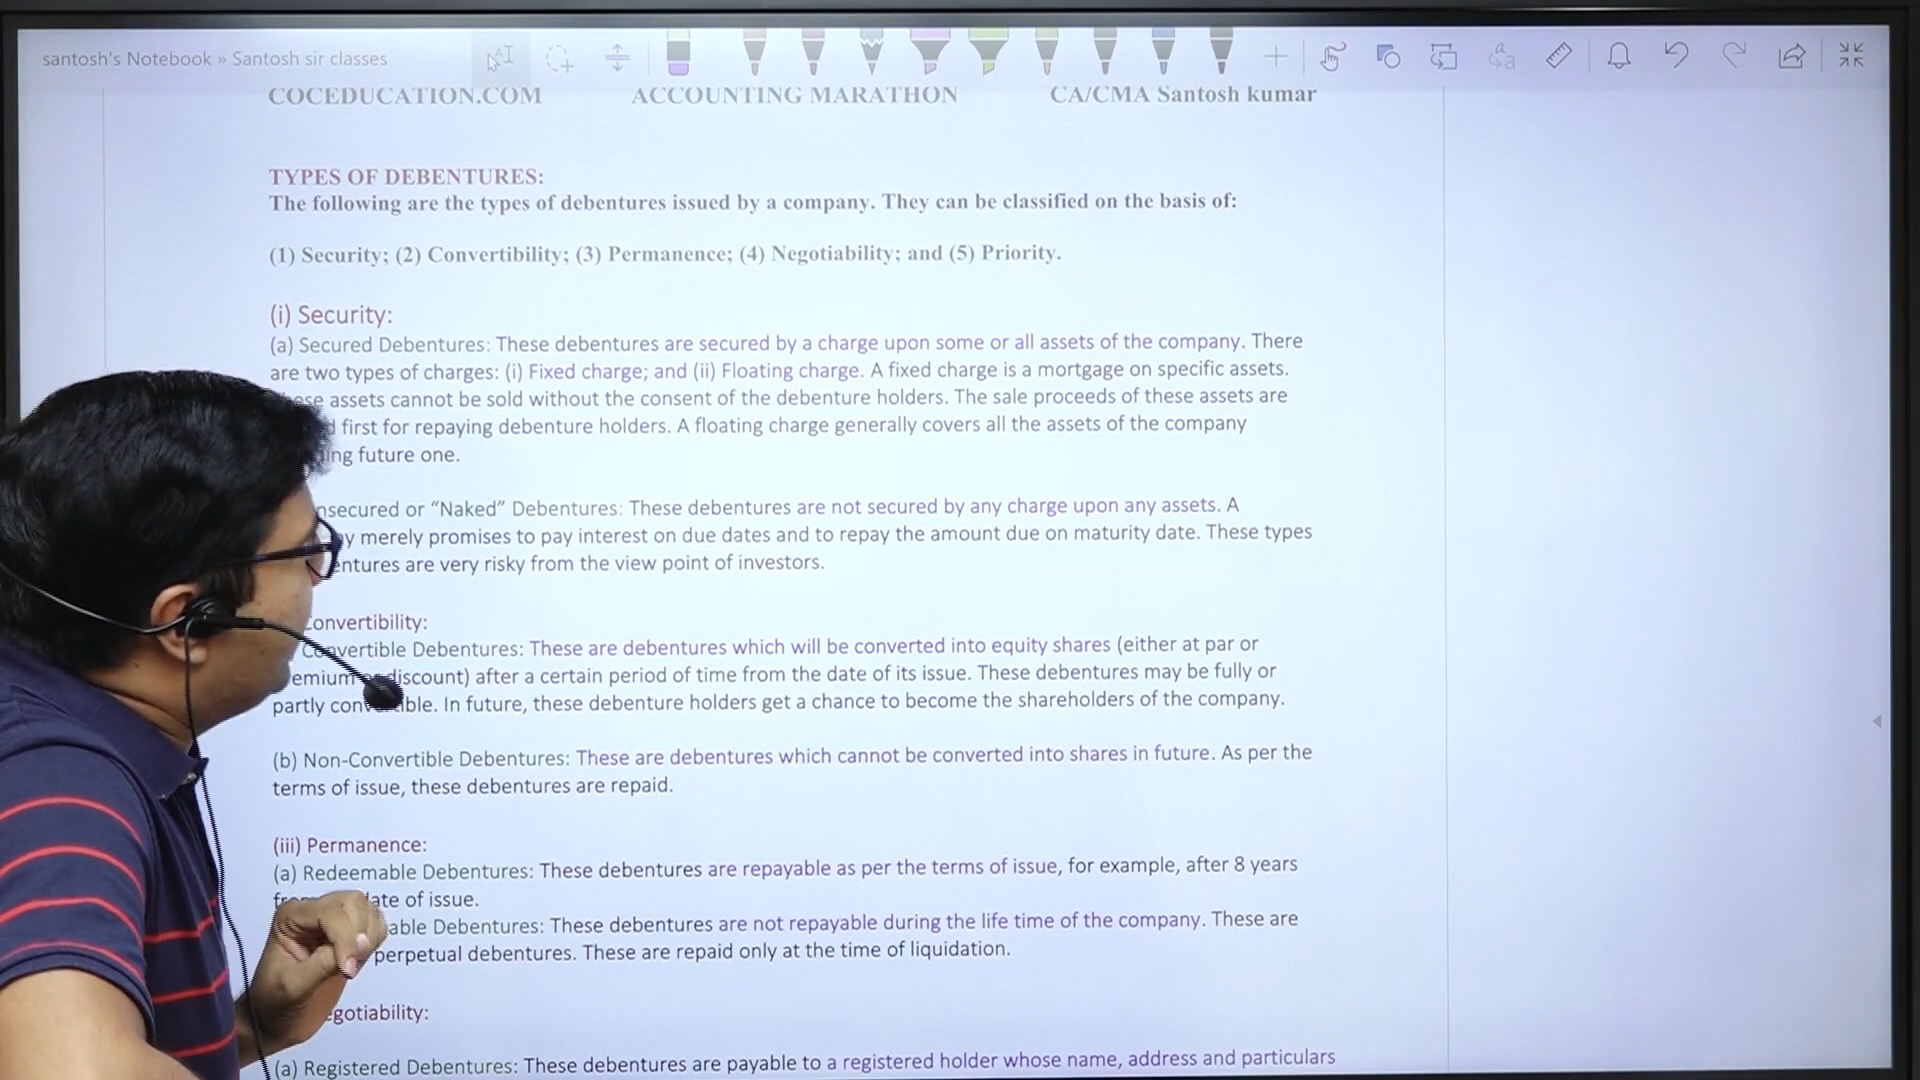 santosh's Notebook » Santosh sir classes
COCEDUCATION.COM ACCOUNTING MARATHON CA/CMA Santosh kumar
TYPES OF DEBENTURES:
The following are the types of debentures issued by a company. They can be classified on the basis of:
(1) Security; (2) Convertibility; (3) Permanence; (4) Negotiability; and (5) Priority.
(i) Security:
(a) Secured Debentures: These debentures are secured by a charge upon some or all assets of the company. There
are two types of charges: (i) Fixed charge; and (ii) Floating charge. A fixed charge is a mortgage on specific assets.
assets cannot be sold without the consent of the debenture holders. The sale proceeds of these assets are
first for repaying debenture holders. A floating charge generally covers all the assets of the company
future one.
or “Naked” Debentures: These debentures are not secured by any charge upon any assets. A
merely promises to pay interest on due dates and to repay the amount due on maturity date. These types
are very risky from the view point of investors.
onvertibility:
Convertible Debentures: These are debentures which will be converted into equity shares (either at par or
discount) after a certain period of time from the date of its issue. These debentures may be fully or
partly convertible. In future, these debenture holders get a chance to become the shareholders of the company.
(b) Non-Convertible Debentures: These are debentures which cannot be converted into shares in future. As per the
terms of issue, these debentures are repaid.
(iii) Permanence:
(a) Redeemable Debentures: These debentures are repayable as per the terms of issue, for example, after 8 years
ate of issue.
able Debentures: These debentures are not repayable during the life time of the company. These are
perpetual debentures. These are repaid only at the time of liquidation.
gotiability:
(a) Registered Debentures: These debentures are payable to a registered holder whose name, address and particulars